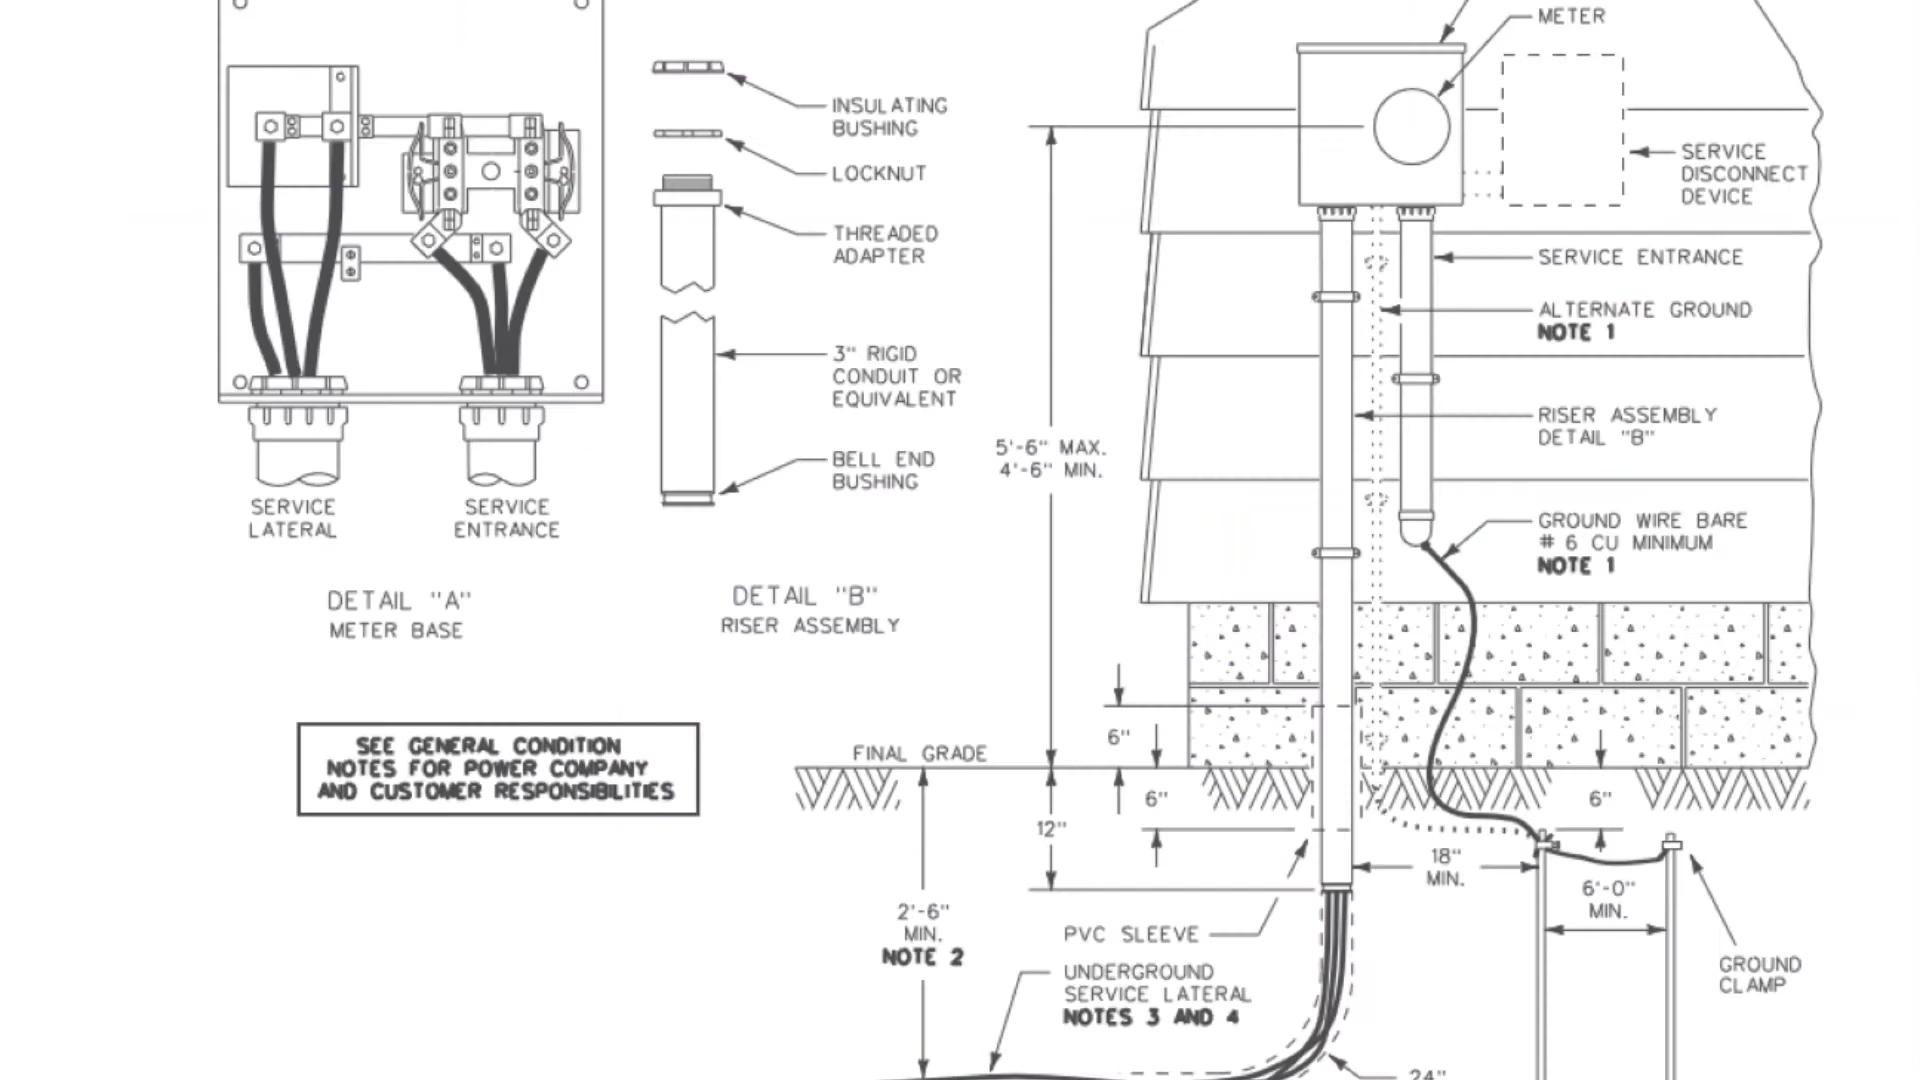 METER
INSULATING
BUSHING
LOCKNUT
THREADED
ADAPTER
3" RIGID
CONDUIT OR
EQUIVALENT
BELL END
BUSHING
SERVICE
LATERAL
SERVICE
ENTRANCE
DETAIL "A"
METER BASE
DETAIL "B"
RISER ASSEMBLY
SEE GENERAL CONDITION
NOTES FOR POWER COMPANY
AND CUSTOMER RESPONSIBILITIES
SERVICE
DISCONNECT
DEVICE
SERVICE ENTRANCE
ALTERNATE GROUND
NOTE 1
RISER ASSEMBLY
DETAIL "B"
5'-6" MAX.
4'-6" MIN.
GROUND WIRE BARE
# 6 CU MINIMUM
NOTE 1
FINAL GRADE
6"
6"
12"
6"
18"
MIN.
6'-0"
MIN.
2'-6"
MIN.
NOTE 2
PVC SLEEVE
UNDERGROUND
SERVICE LATERAL
NOTES 3 AND 4
GROUND
CLAMP
24"